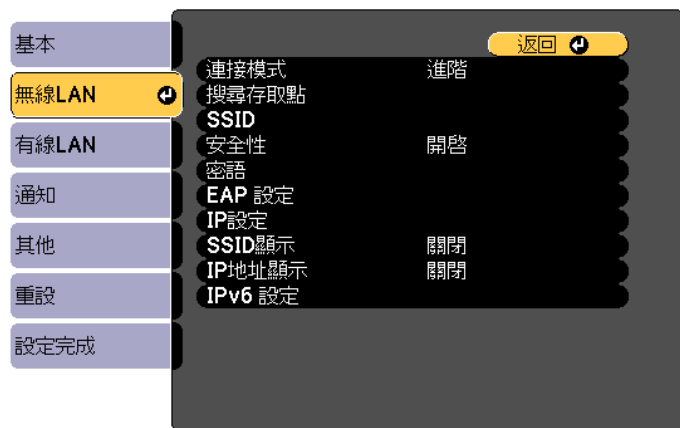 基本
無線LAN
有線LAN
通知
其他
重設
設定完成
返回
連接模式 進階
搜尋存取點
SSID
安全性 開啓
密語
EAP 設定
IP設定
SSID顯示 關閉
IP地址顯示 關閉
IPv6 設定